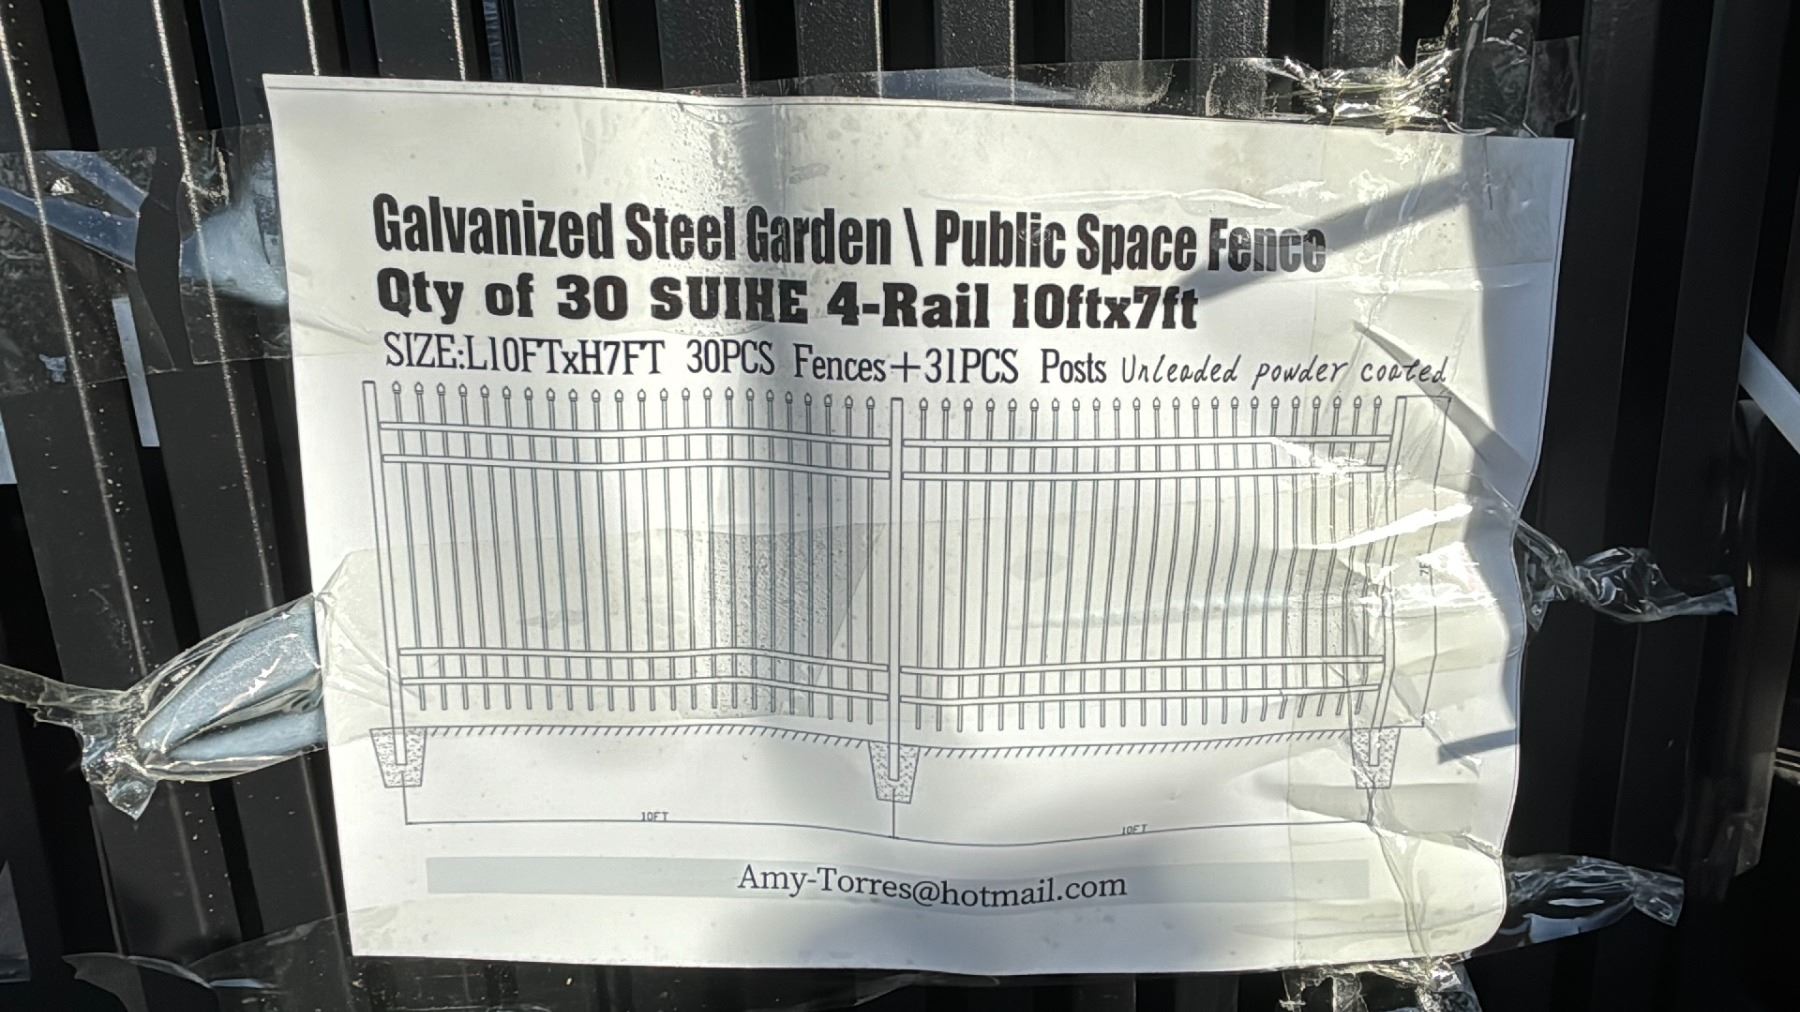 Galvanized Steel Garden \ Public Space Fence
Qty of 30 SUIHE 4-Rail 10ftx7ft
SIZE:L10FTxH7FT 30PCS Fences+31PCS Posts Unleaded powder coated
10FT
10FT
Amy-Torres@hotmail.com